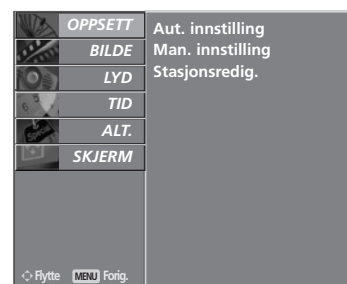 OPPSETT
BILDE
LYD
TID
ALT.
SKJERM
Aut. innstilling
Man. innstilling
Stasjonsredig.
Flytte MENU Forig.